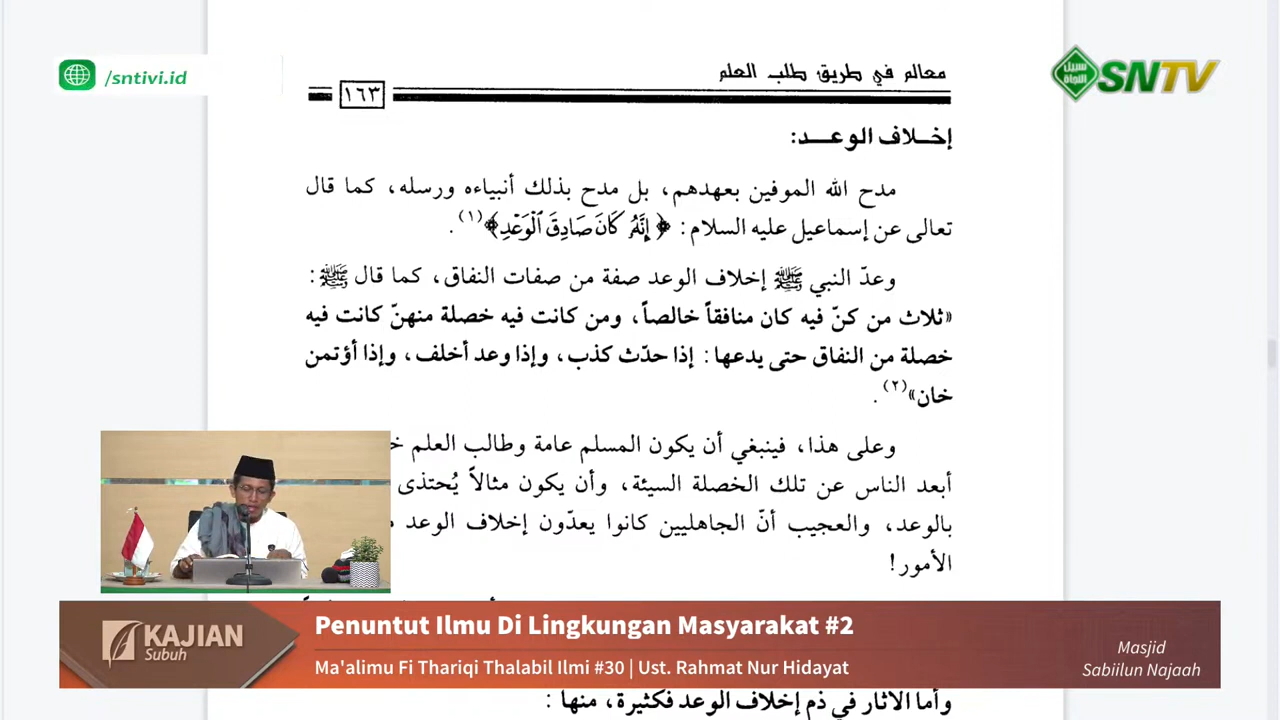 /sntivi.id
معالم في طريق طلب العلم
١٦٣
سبيل النجاة
SNTV
إخلاف الوعد:
مدح الله الموفين بعهدهم، بل مدح بذلك أنبياءه ورسله، كما قال
تعالى عن إسماعيل عليه السلام: ﴿ إِنَّهُ كَانَ صَادِقَ الْوَعْدِ﴾(١).
وعدّ النبي ﷺ إخلاف الوعد صفة من صفات النفاق، كما قال ﷺ:
«ثلاث من كنّ فيه كان منافقاً خالصاً، ومن كانت فيه خصلة منهنّ كانت فيه
خصلة من النفاق حتى يدعها: إذا حدّث كذب، وإذا وعد أخلف، وإذا أؤتمن
خان»(٢).
وعلى هذا، فينبغي أن يكون المسلم عامة وطالب العلم
أبعد الناس عن تلك الخصلة السيئة، وأن يكون مثالاً يُحتذى
بالوعد، والعجيب أنّ الجاهليين كانوا يعدّون إخلاف الوعد
الأمور!
KAJIAN
Subuh
Penuntut Ilmu Di Lingkungan Masyarakat #2
Ma'alimu Fi Thariqi Thalabil Ilmi #30 | Ust. Rahmat Nur Hidayat
Masjid
Sabiilun Najaah
وأما الآثار في ذم إخلاف الوعد فكثيرة، منها: